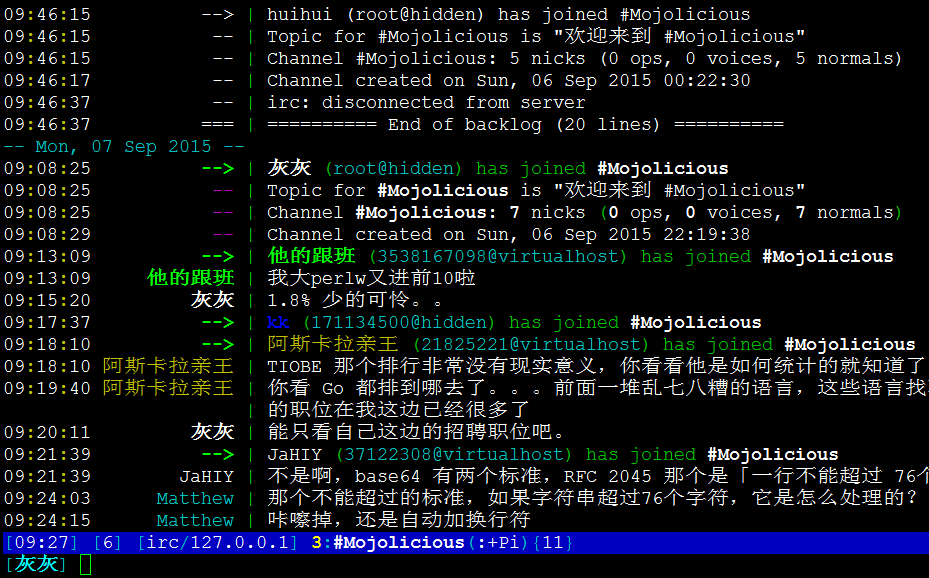 09:46:15 --> | huihui (root@hidden) has joined #Mojolicious
09:46:15 -- | Topic for #Mojolicious is "欢迎来到 #Mojolicious"
09:46:15 -- | Channel #Mojolicious: 5 nicks (0 ops, 0 voices, 5 normals)
09:46:17 -- | Channel created on Sun, 06 Sep 2015 00:22:30
09:46:37 -- | irc: disconnected from server
09:46:37 === | ========== End of backlog (20 lines) ==========
-- Mon, 07 Sep 2015 --
09:08:25 --> | 灰灰 (root@hidden) has joined #Mojolicious
09:08:25 -- | Topic for #Mojolicious is "欢迎来到 #Mojolicious"
09:08:25 -- | Channel #Mojolicious: 7 nicks (0 ops, 0 voices, 7 normals)
09:08:29 -- | Channel created on Sun, 06 Sep 2015 22:19:38
09:13:09 --> | 他的跟班 (3538167098@virtualhost) has joined #Mojolicious
09:13:09 他的跟班 | 我大perlw又进前10啦
09:15:20 灰灰 | 1.8% 少的可怜。。
09:17:37 --> | kk (171134500@hidden) has joined #Mojolicious
09:18:10 --> | 阿斯卡拉亲王 (21825221@virtualhost) has joined #Mojolicious
09:18:10 阿斯卡拉亲王 | TIOBE 那个排行非常没有现实意义，你看看他是如何统计的就知道了
09:19:40 阿斯卡拉亲王 | 你看 Go 都排到哪去了。。。前面一堆乱七八糟的语言，这些语言找
| 的职位在我这边已经很多了
09:20:11 灰灰 | 能只看自己这边的招聘职位吧。
09:21:39 --> | JaHIY (37122308@virtualhost) has joined #Mojolicious
09:21:39 JaHIY | 不是啊，base64 有两个标准，RFC 2045 那个是「一行不能超过 76个
09:24:03 Matthew | 那个不能超过的标准，如果字符串超过76个字符，它是怎么处理的？
09:24:15 Matthew | 咔嚓掉，还是自动加换行符
[09:27] [6] [irc/127.0.0.1] 3:#Mojolicious(:+Pi){11}
[灰灰]